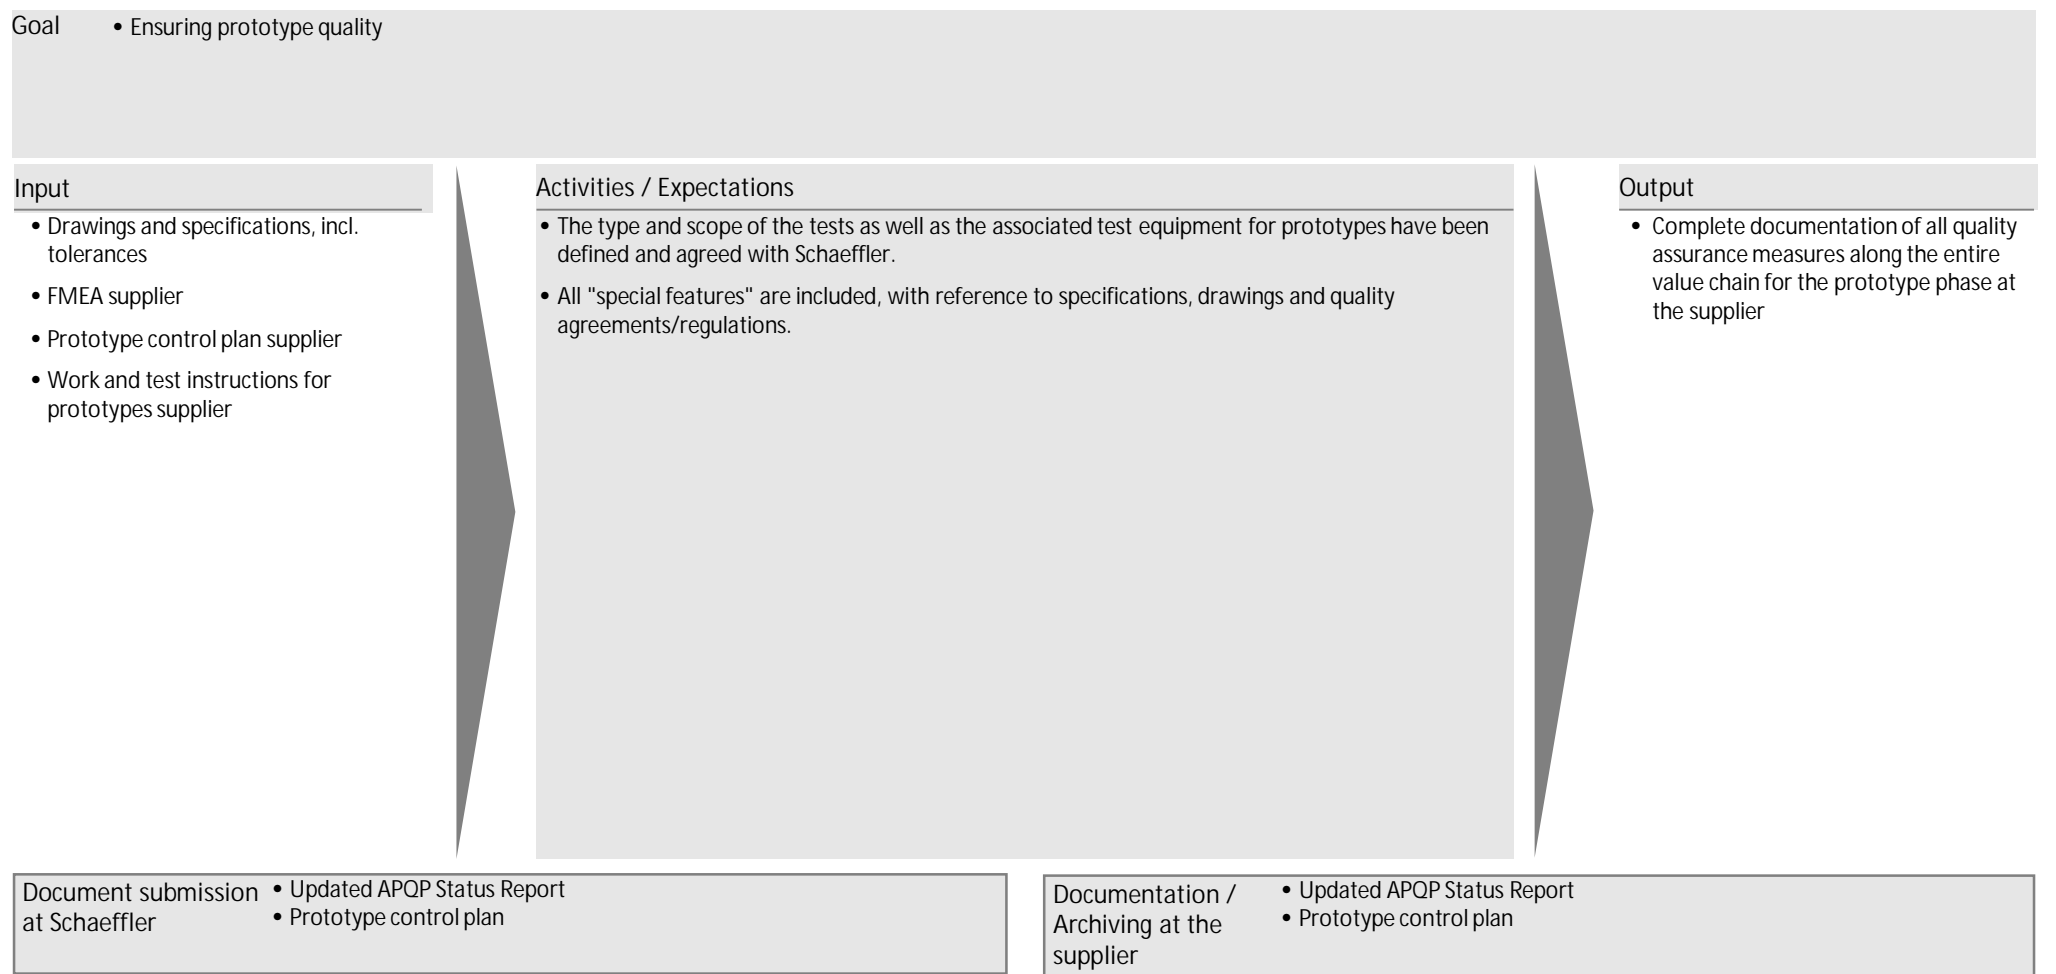 Goal
• Ensuring prototype quality
Input
• Drawings and specifications, incl.
tolerances
• FMEA supplier
• Prototype control plan supplier
• Work and test instructions for
prototypes supplier
Activities / Expectations
• The type and scope of the tests as well as the associated test equipment for prototypes have been
defined and agreed with Schaeffler.
• All "special features" are included, with reference to specifications, drawings and quality
agreements/regulations.
Output
• Complete documentation of all quality
assurance measures along the entire
value chain for the prototype phase at
the supplier
Document submission
at Schaeffler
• Updated APQP Status Report
• Prototype control plan
Documentation /
Archiving at the
supplier
• Updated APQP Status Report
• Prototype control plan